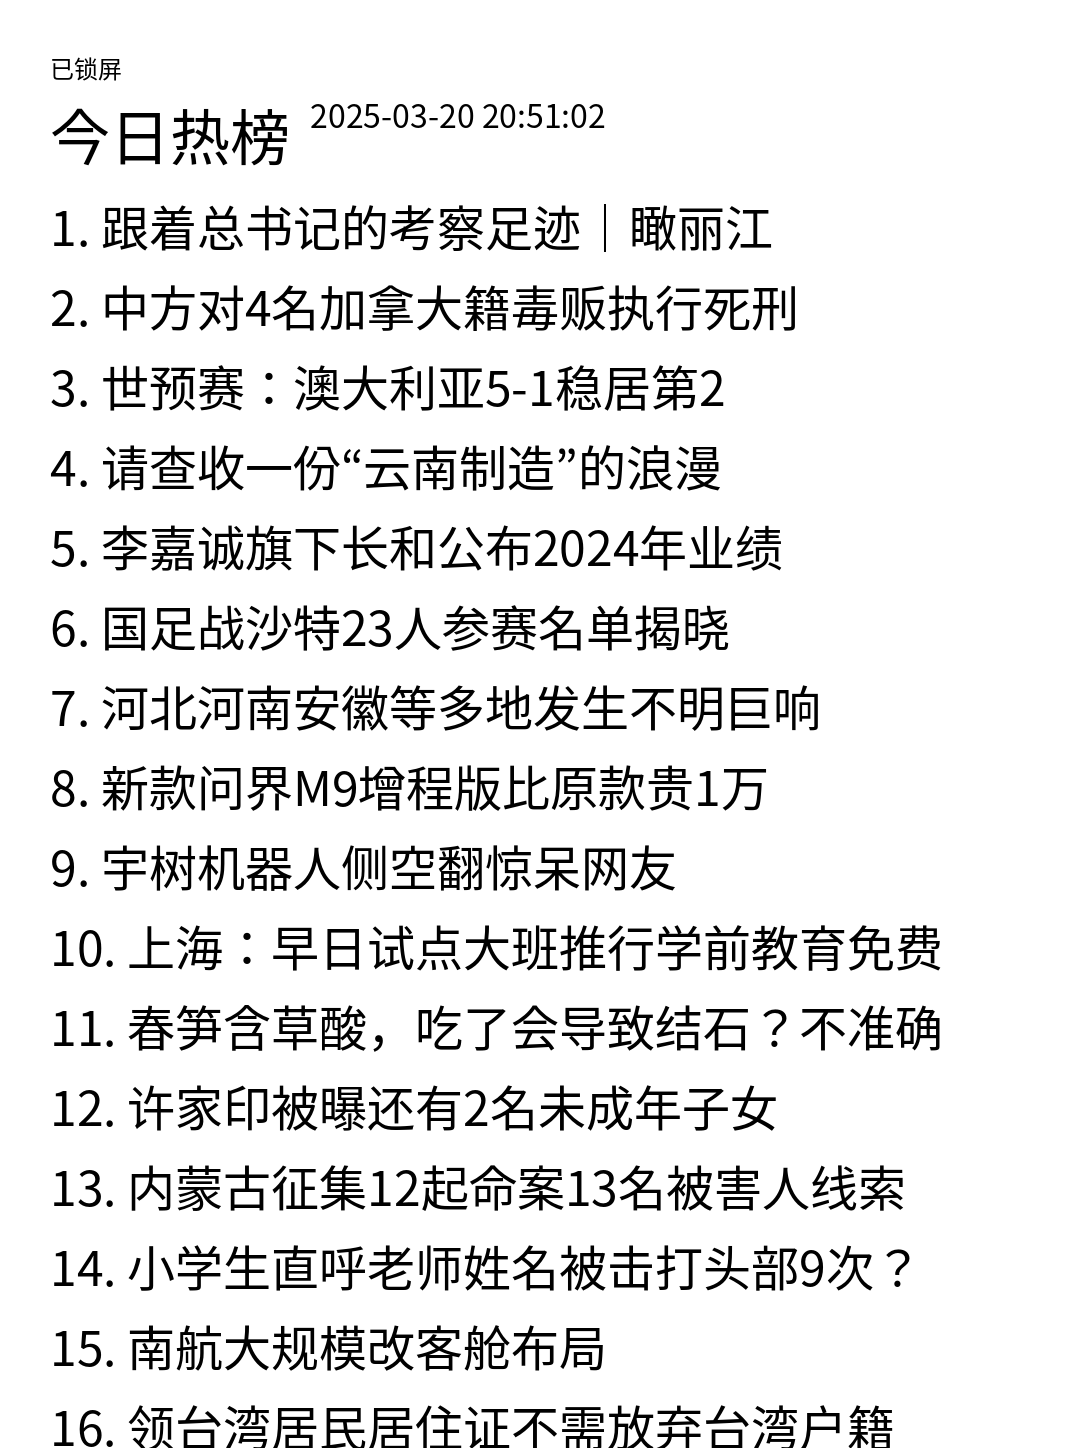 已锁屏
今日热榜 2025-03-20 20:51:02
1. 跟着总书记的考察足迹｜瞰丽江
2. 中方对4名加拿大籍毒贩执行死刑
3. 世预赛：澳大利亚5-1稳居第2
4. 请查收一份“云南制造”的浪漫
5. 李嘉诚旗下长和公布2024年业绩
6. 国足战沙特23人参赛名单揭晓
7. 河北河南安徽等多地发生不明巨响
8. 新款问界M9增程版比原款贵1万
9. 宇树机器人侧空翻惊呆网友
10. 上海：早日试点大班推行学前教育免费
11. 春笋含草酸，吃了会导致结石？不准确
12. 许家印被曝还有2名未成年子女
13. 内蒙古征集12起命案13名被害人线索
14. 小学生直呼老师姓名被击打头部9次？
15. 南航大规模改客舱布局
16. 领台湾居民居住证不需放弃台湾户籍